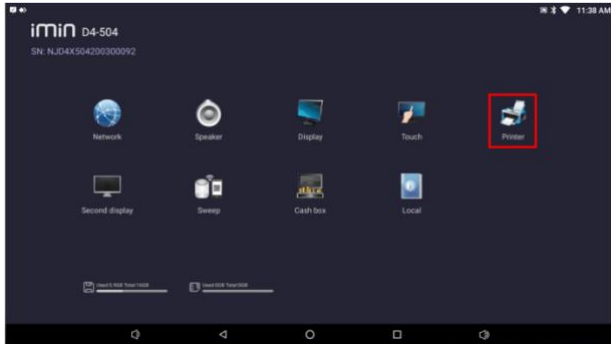 11:38 AM
imin D4-504
SN: NJD4X504200300092
Network
Speaker
Display
Touch
Printer
Second display
Sweep
Cash box
Local